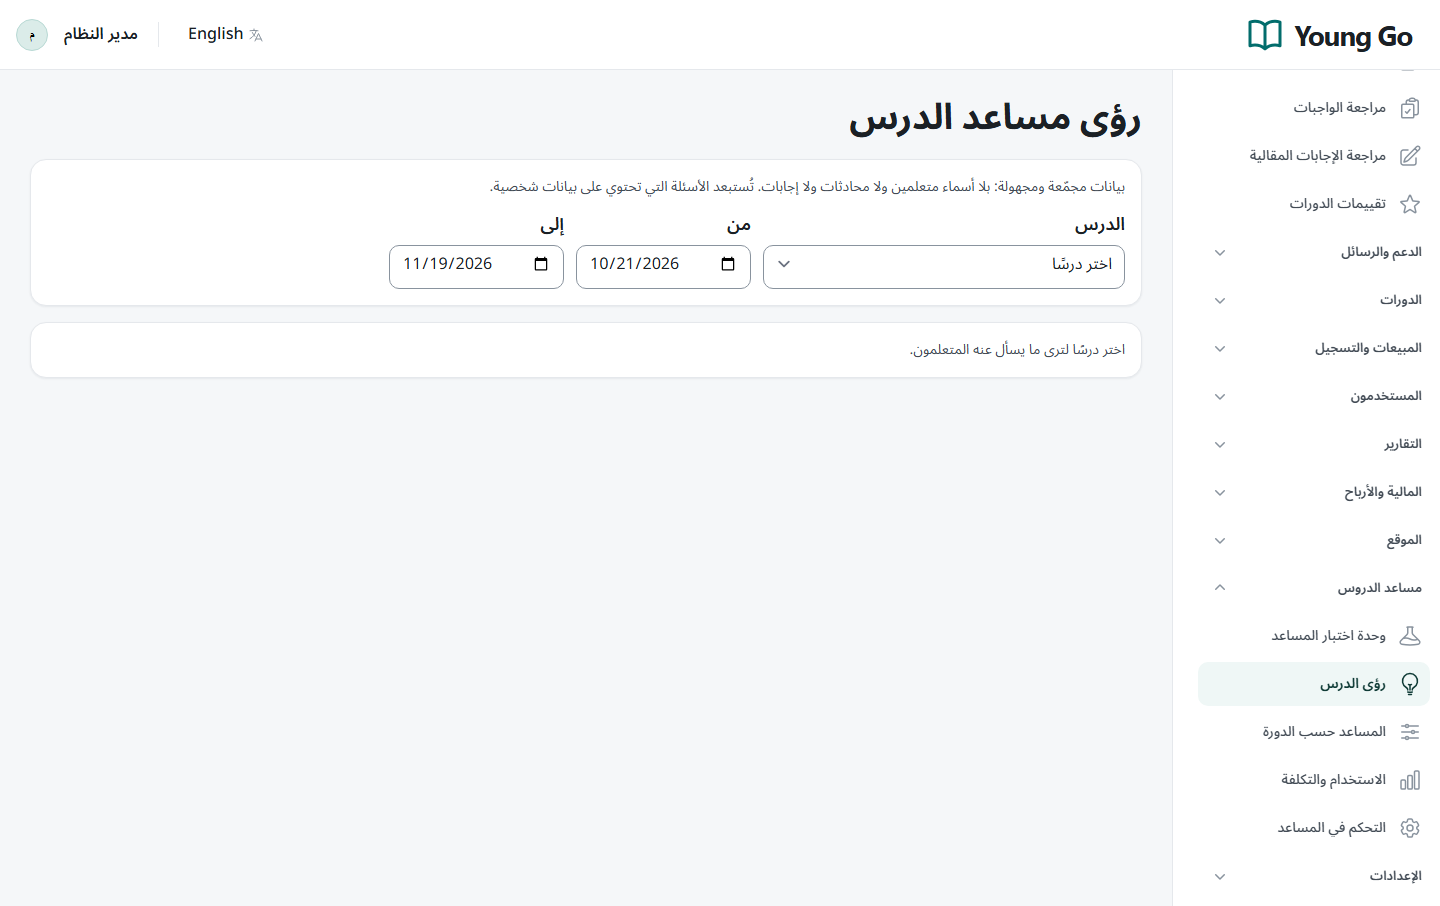 Young Go
English
مدير النظام
م
مراجعة الواجبات
مراجعة الإجابات المقالية
تقييمات الدورات
الدعم والرسائل
الدورات
المبيعات والتسجيل
المستخدمون
التقارير
المالية والأرباح
الموقع
مساعد الدروس
وحدة اختبار المساعد
رؤى الدرس
المساعد حسب الدورة
الاستخدام والتكلفة
التحكم في المساعد
الإعدادات
رؤى مساعد الدرس
بيانات مجمّعة ومجهولة: بلا أسماء متعلمين ولا محادثات ولا إجابات. تُستبعد الأسئلة التي تحتوي على بيانات شخصية.
الدرس
من
إلى
اختر درسًا
10/21/2026
11/19/2026
اختر درسًا لترى ما يسأل عنه المتعلمون.